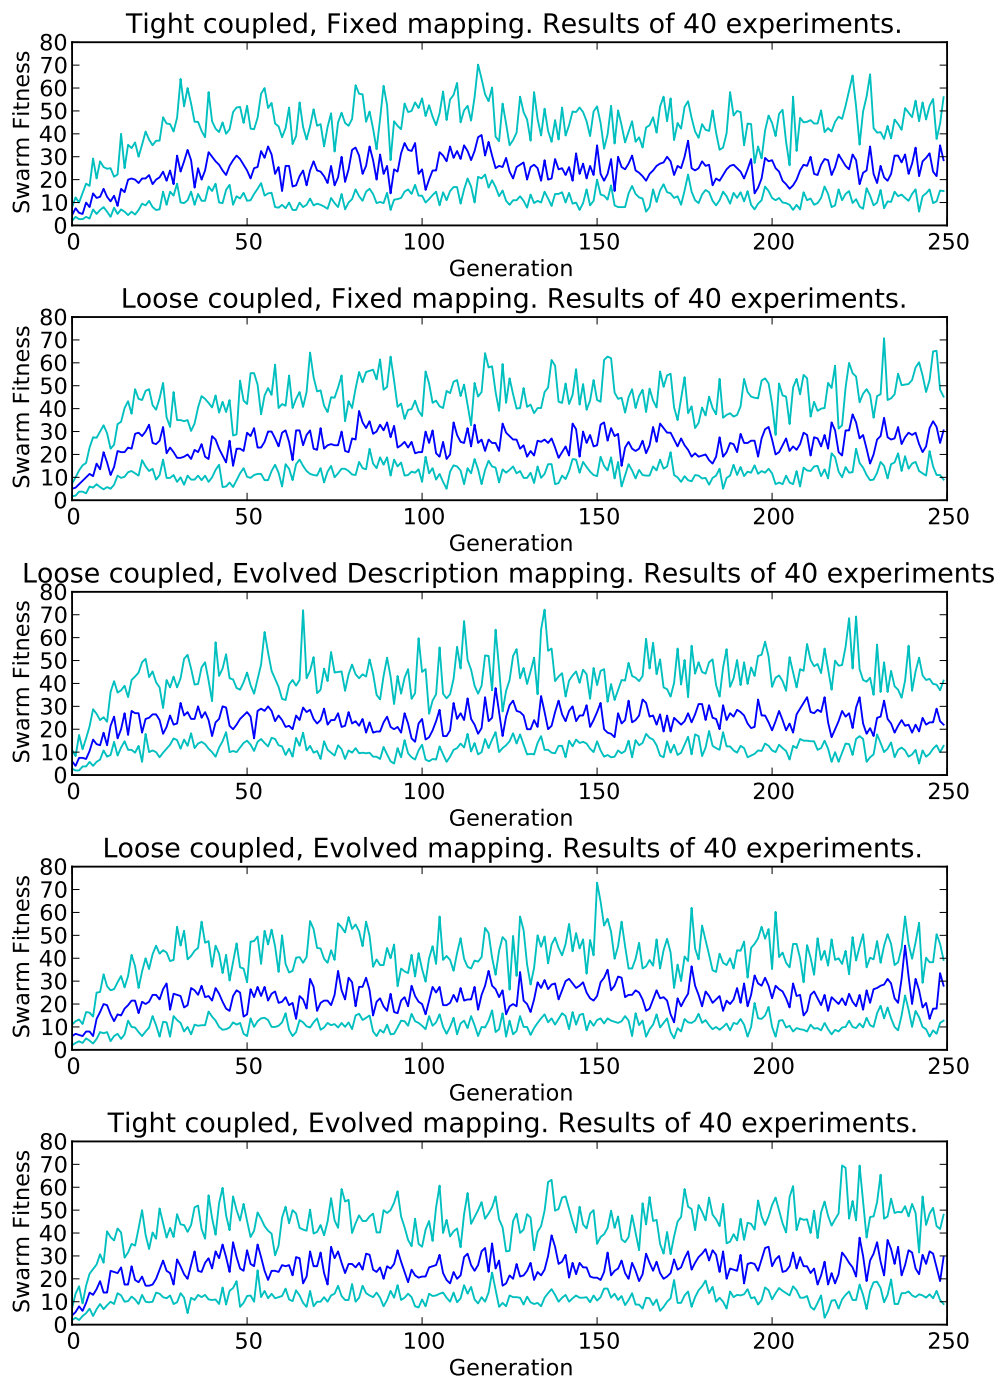 Tight coupled, Fixed mapping. Results of 40 experiments.
80
70
60
50
40
30
20
10
0
Swarm Fitness
0 50 100 150 200 250
Generation
Loose coupled, Fixed mapping. Results of 40 experiments.
80
70
60
50
40
30
20
10
0
Swarm Fitness
0 50 100 150 200 250
Generation
Loose coupled, Evolved Description mapping. Results of 40 experiments
80
70
60
50
40
30
20
10
0
Swarm Fitness
0 50 100 150 200 250
Generation
Loose coupled, Evolved mapping. Results of 40 experiments.
80
70
60
50
40
30
20
10
0
Swarm Fitness
0 50 100 150 200 250
Generation
Tight coupled, Evolved mapping. Results of 40 experiments.
80
70
60
50
40
30
20
10
0
Swarm Fitness
0 50 100 150 200 250
Generation